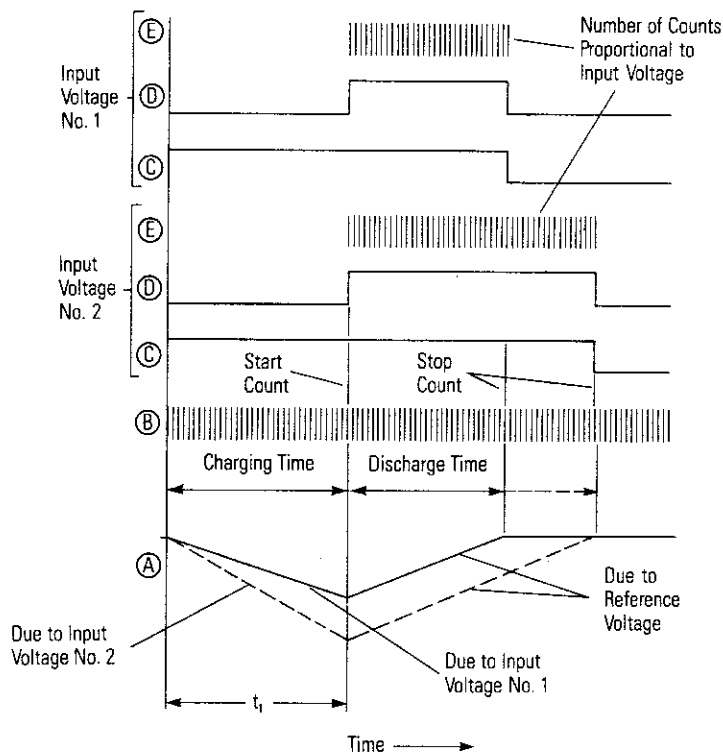 Ⓔ
Number of Counts
Proportional to
Input Voltage
Input
Voltage
No. 1
Ⓓ
Ⓒ
Ⓔ
Input
Voltage
No. 2
Ⓓ
Ⓒ
Start
Count
Stop
Count
Ⓑ
Charging Time
Discharge Time
Ⓐ
Due to
Reference
Voltage
Due to Input
Voltage No. 2
Due to Input
Voltage No. 1
t₁
Time